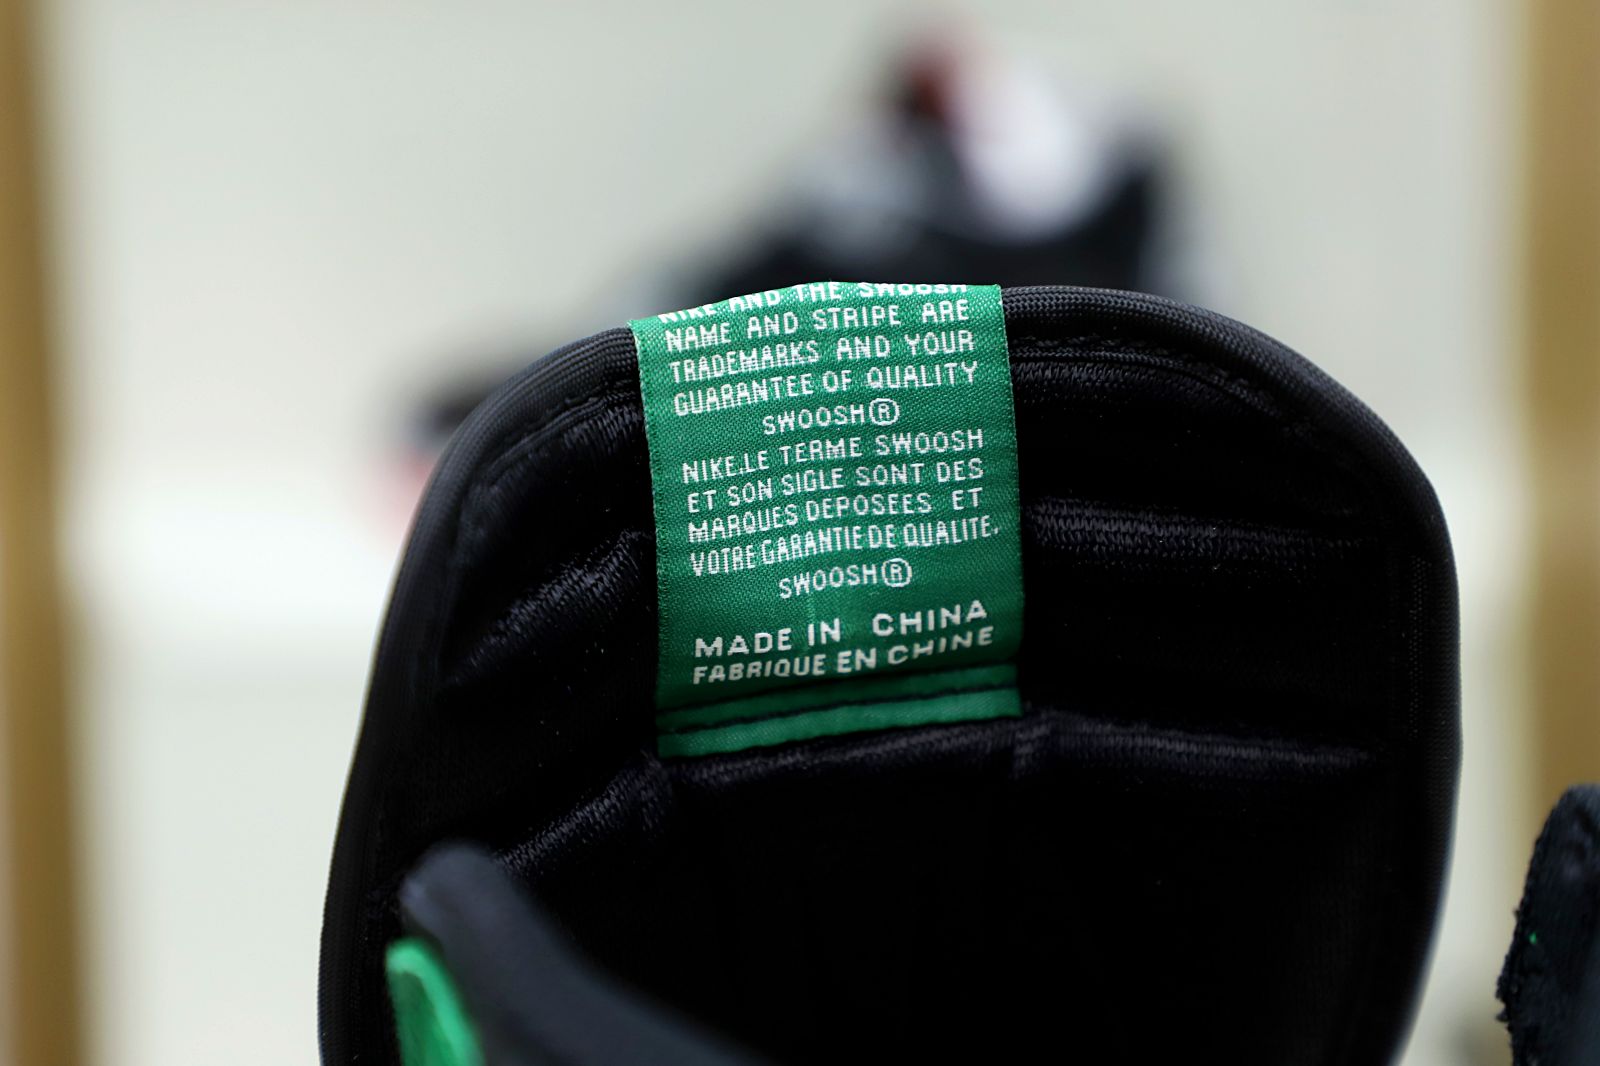 NIKE AND THE SWOOSH
NAME AND STRIPE ARE
TRADEMARKS AND YOUR
GUARANTEE OF QUALITY
SWOOSH®
NIKE.LE TERME SWOOSH
ET SON SIGLE SONT DES
MARQUES DEPOSEES ET
VOTRE GARANTIE DE QUALITE.
SWOOSH®
MADE IN CHINA
FABRIQUE EN CHINE